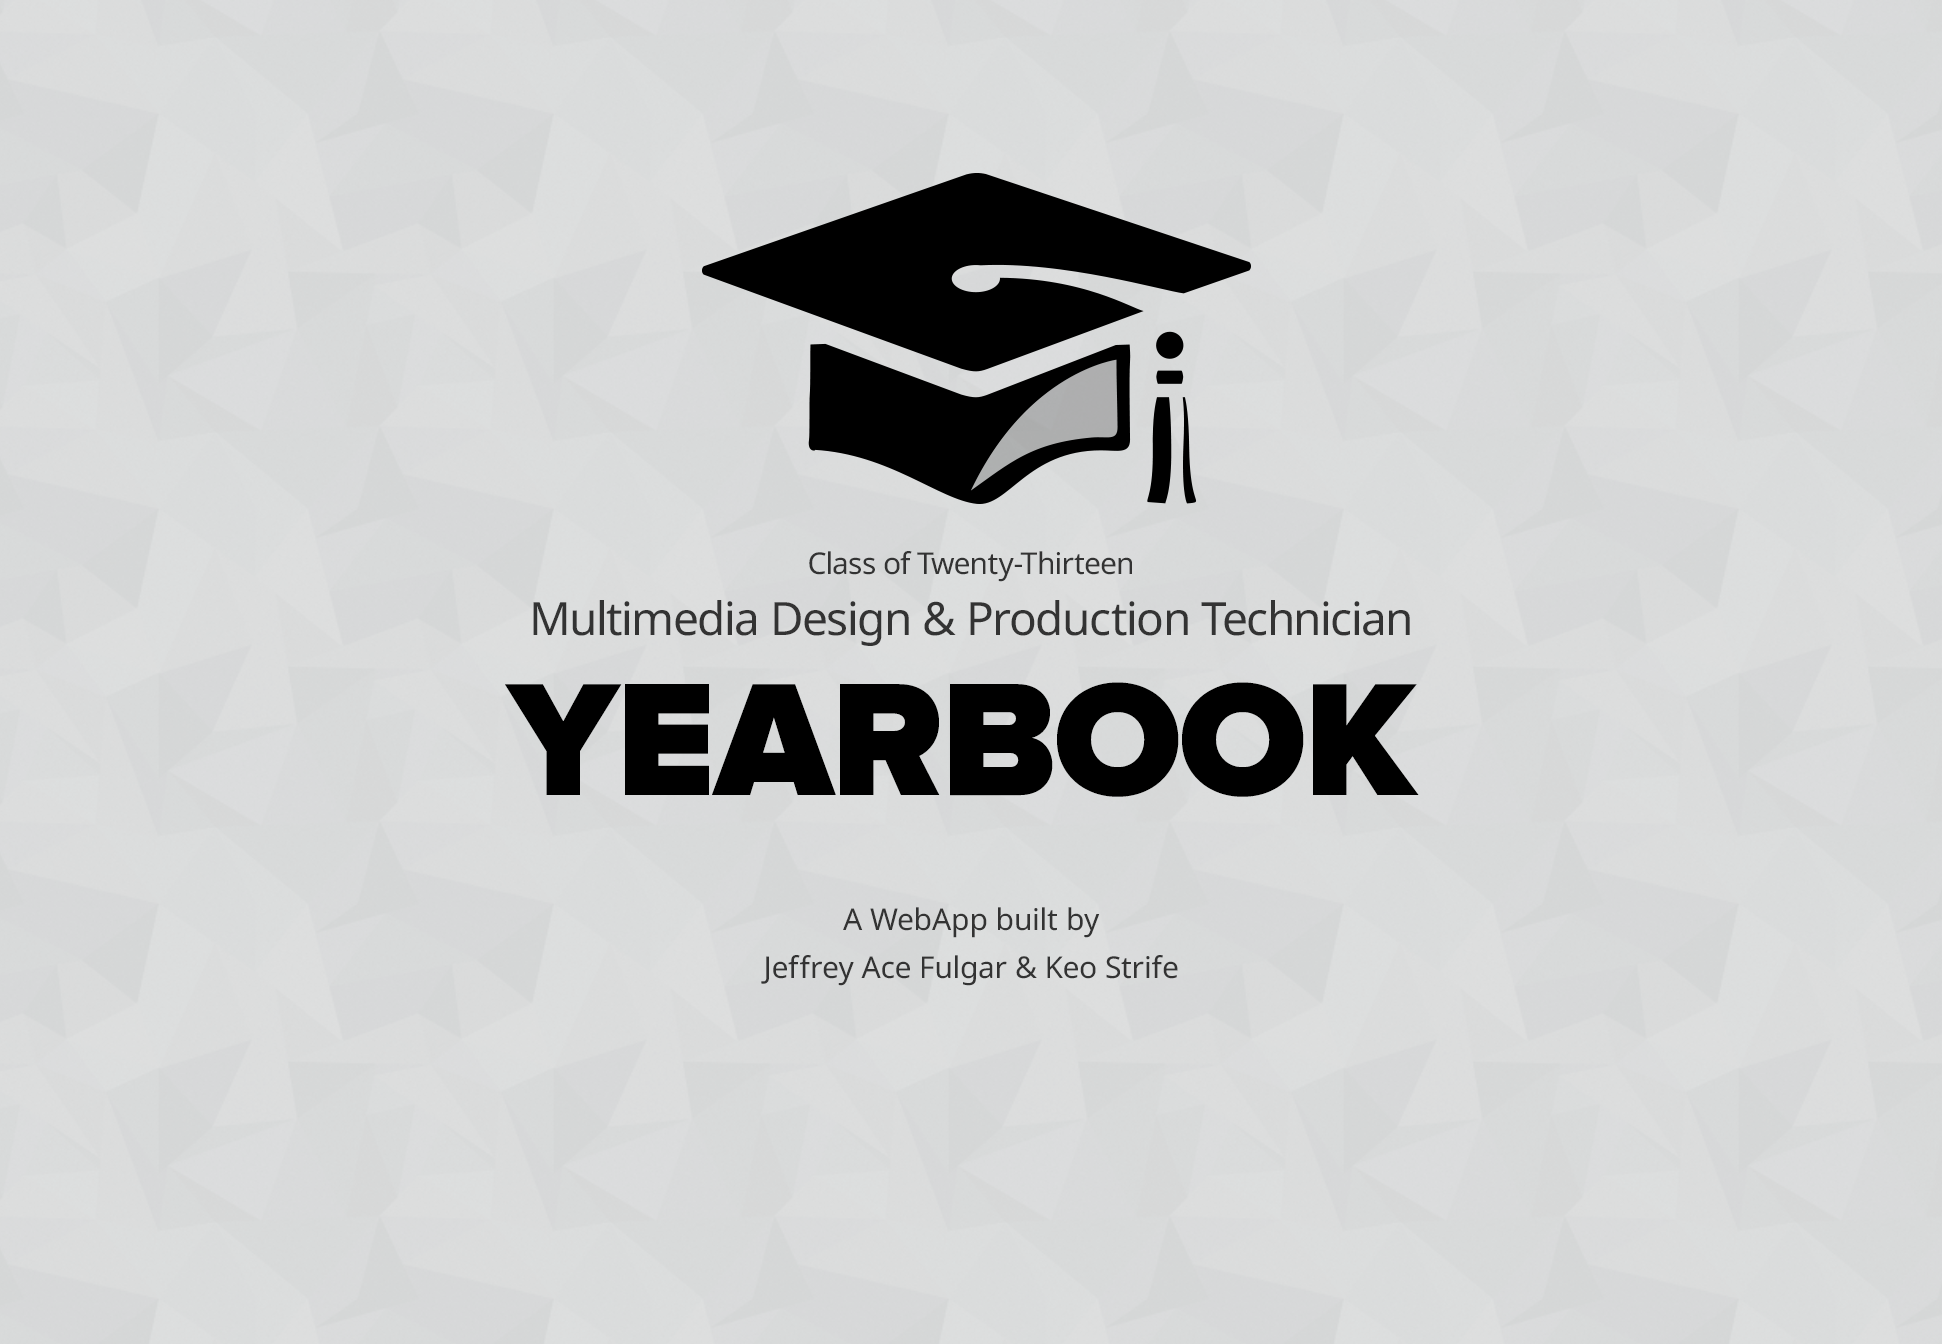 Class of Twenty-Thirteen
Multimedia Design & Production Technician
YEARBOOK
A WebApp built by
Jeffrey Ace Fulgar & Keo Strife